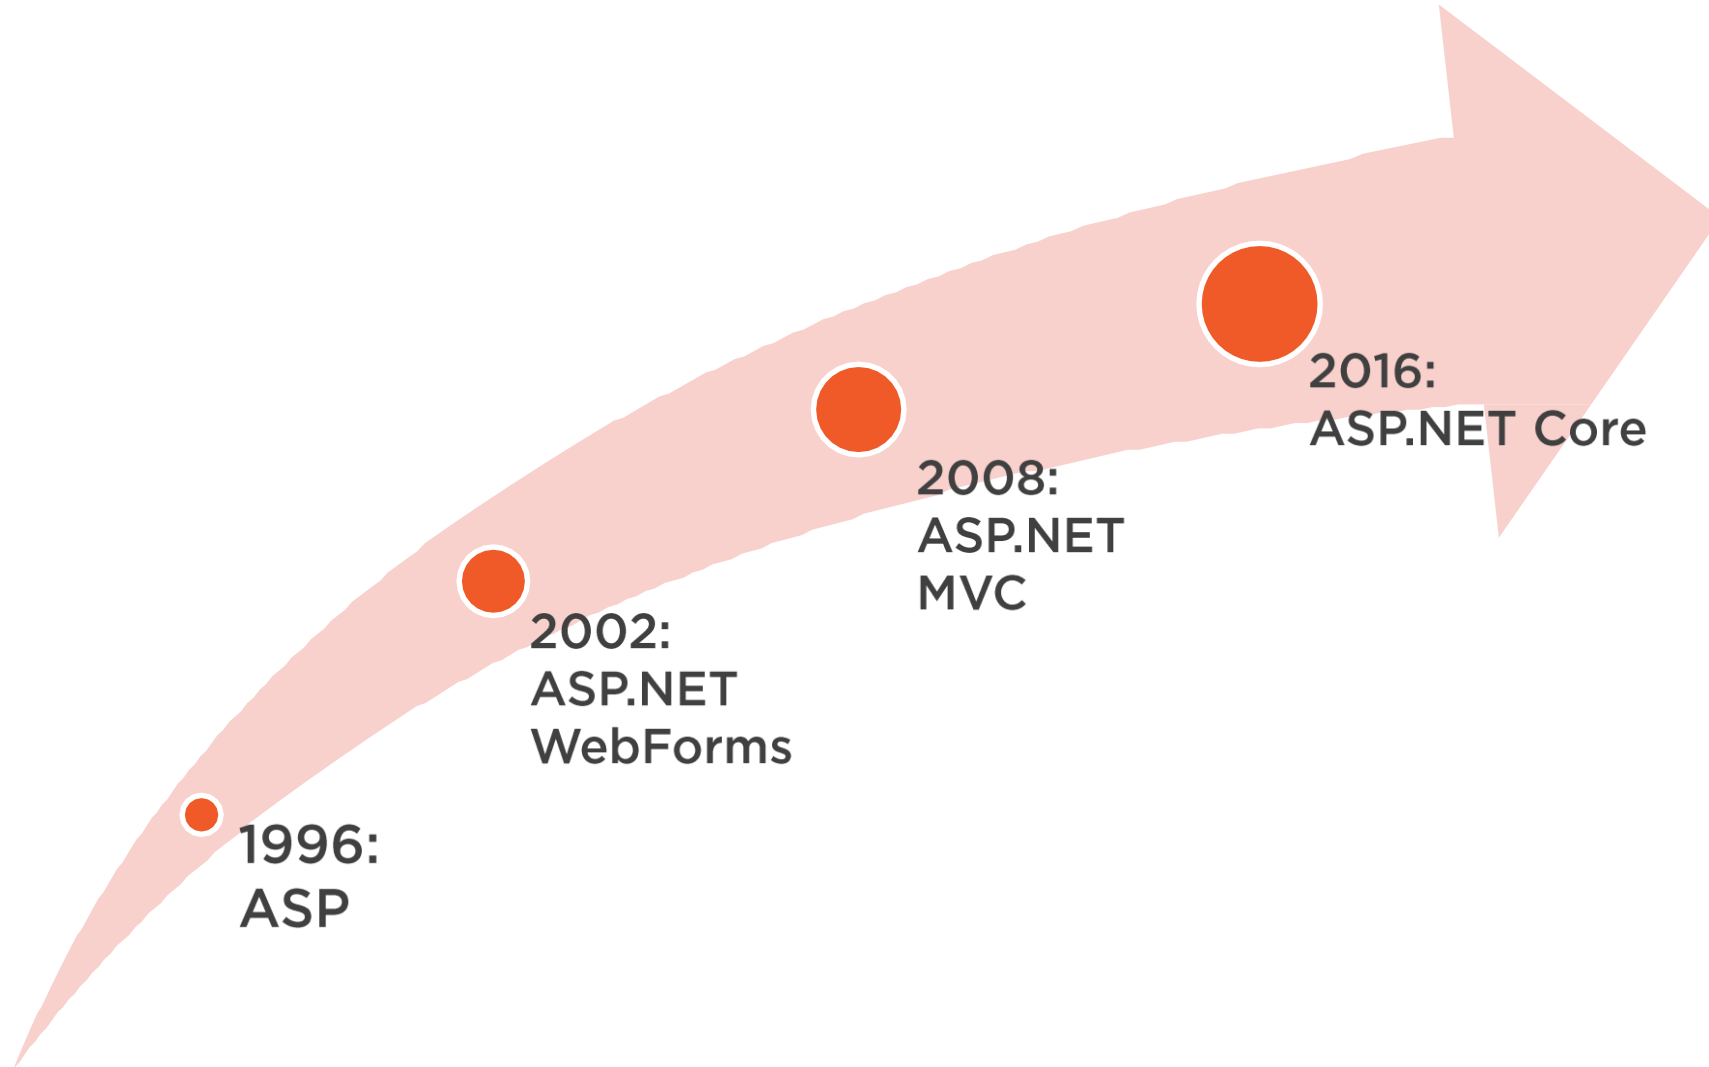 1996:
ASP
2002:
ASP.NET
WebForms
2008:
ASP.NET
MVC
2016:
ASP.NET Core